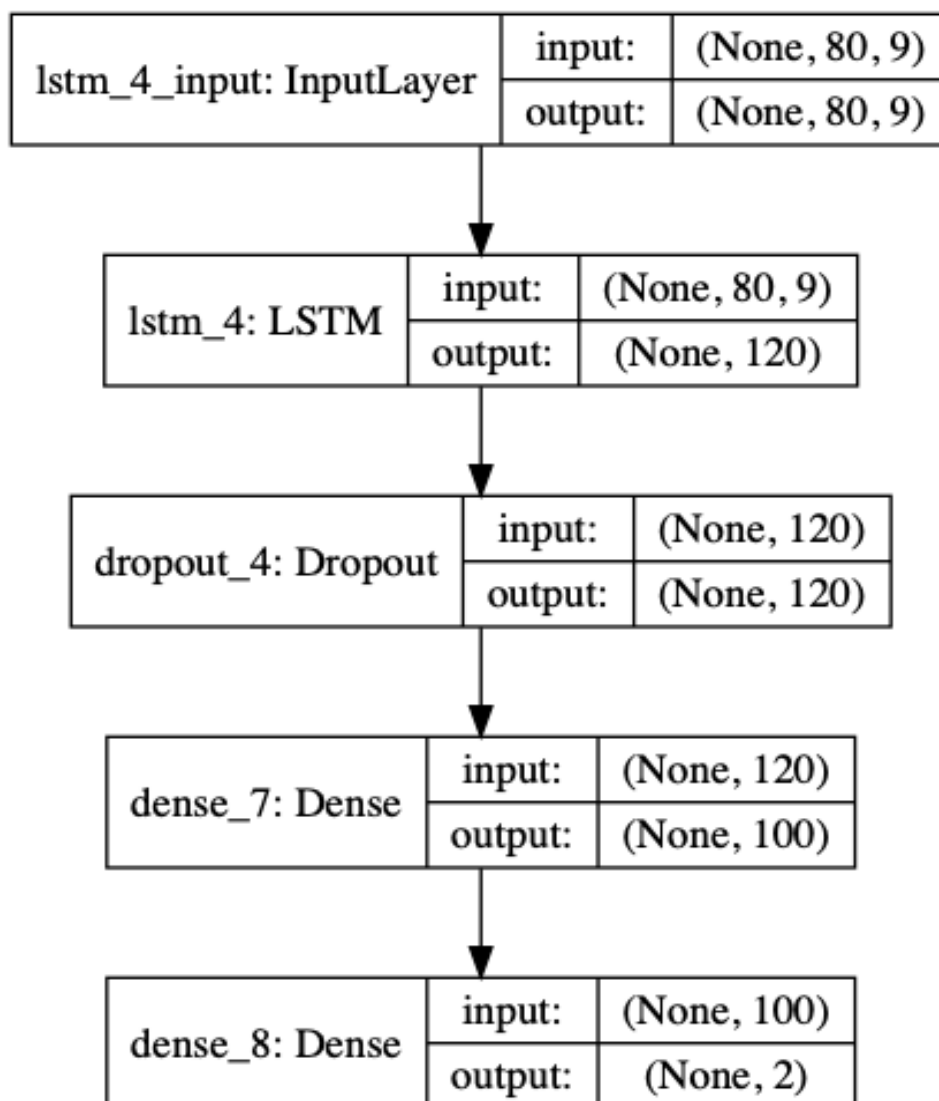 lstm_4_input: InputLayer
input: (None, 80, 9)
output: (None, 80, 9)
lstm_4: LSTM
input: (None, 80, 9)
output: (None, 120)
dropout_4: Dropout
input: (None, 120)
output: (None, 120)
dense_7: Dense
input: (None, 120)
output: (None, 100)
dense_8: Dense
input: (None, 100)
output: (None, 2)